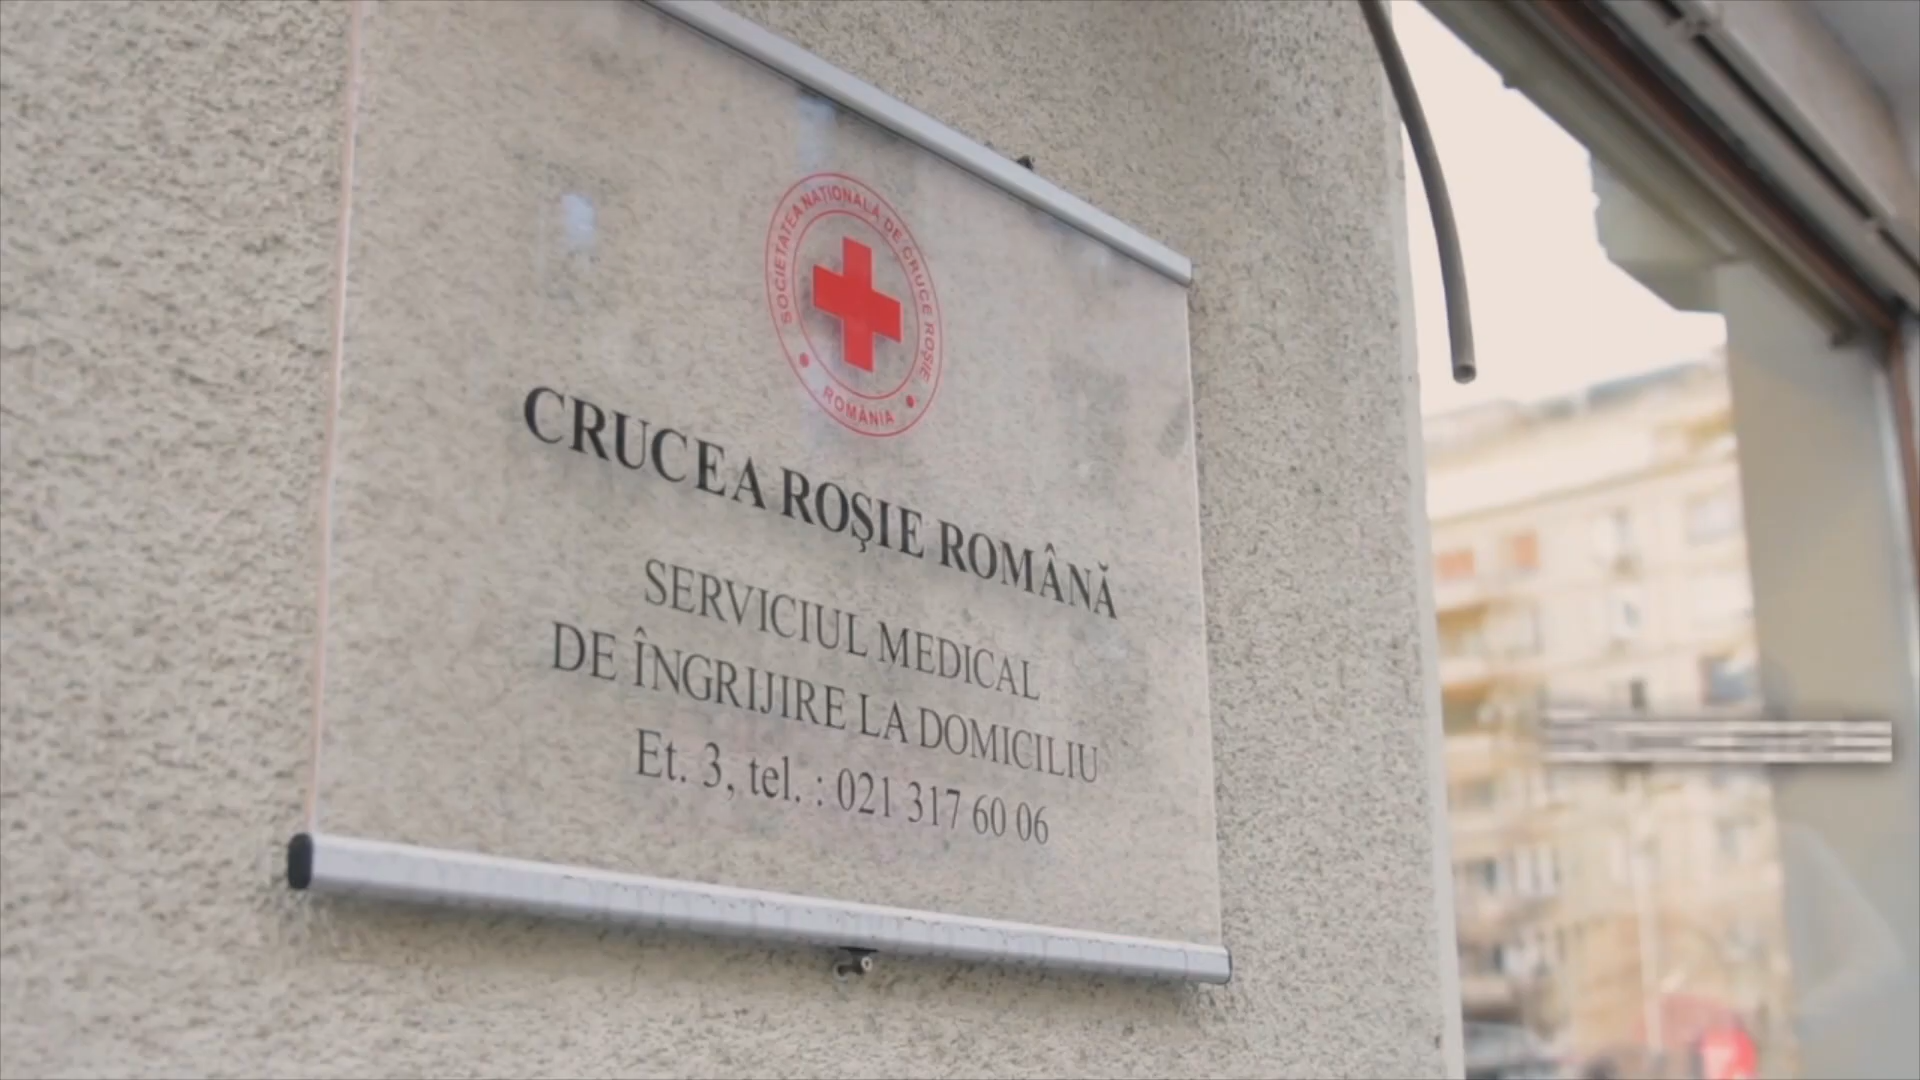 SOCIETATEA NAȚIONALĂ DE CRUCE ROȘIE
ROMÂNIA
CRUCEA ROŞIE ROMÂNĂ
SERVICIUL MEDICAL
DE ÎNGRIJIRE LA DOMICILIU
Et. 3, tel. : 021 317 60 06